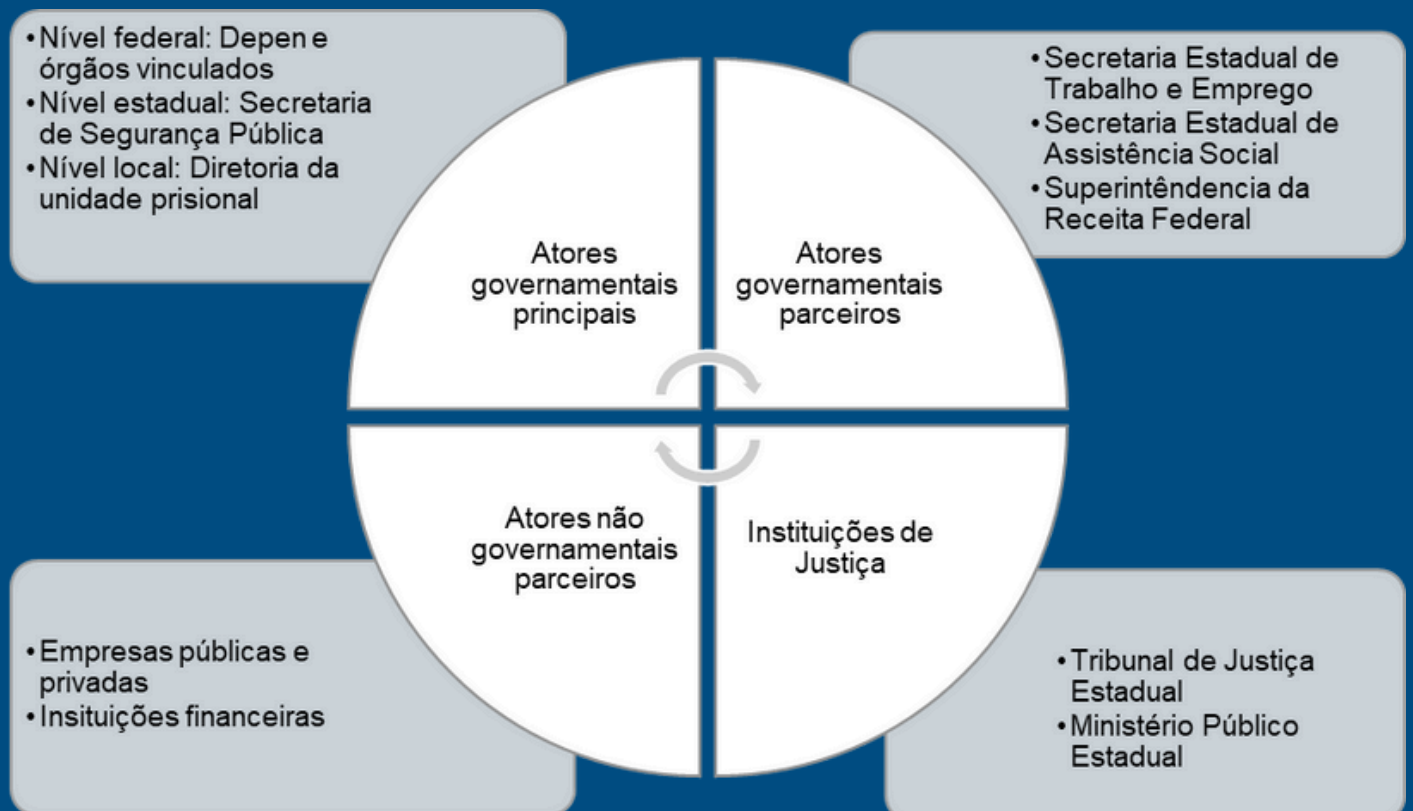 •Nível federal: Depen e
órgãos vinculados
•Nível estadual: Secretaria
de Segurança Pública
•Nível local: Diretoria da
unidade prisional
•Secretaria Estadual de
Trabalho e Emprego
•Secretaria Estadual de
Assistência Social
•Superintêndencia da
Receita Federal
Atores
governamentais
principais
Atores
governamentais
parceiros
Atores não
governamentais
parceiros
Instituições de
Justiça
•Empresas públicas e
privadas
•Insituições financeiras
•Tribunal de Justiça
Estadual
•Ministério Público
Estadual